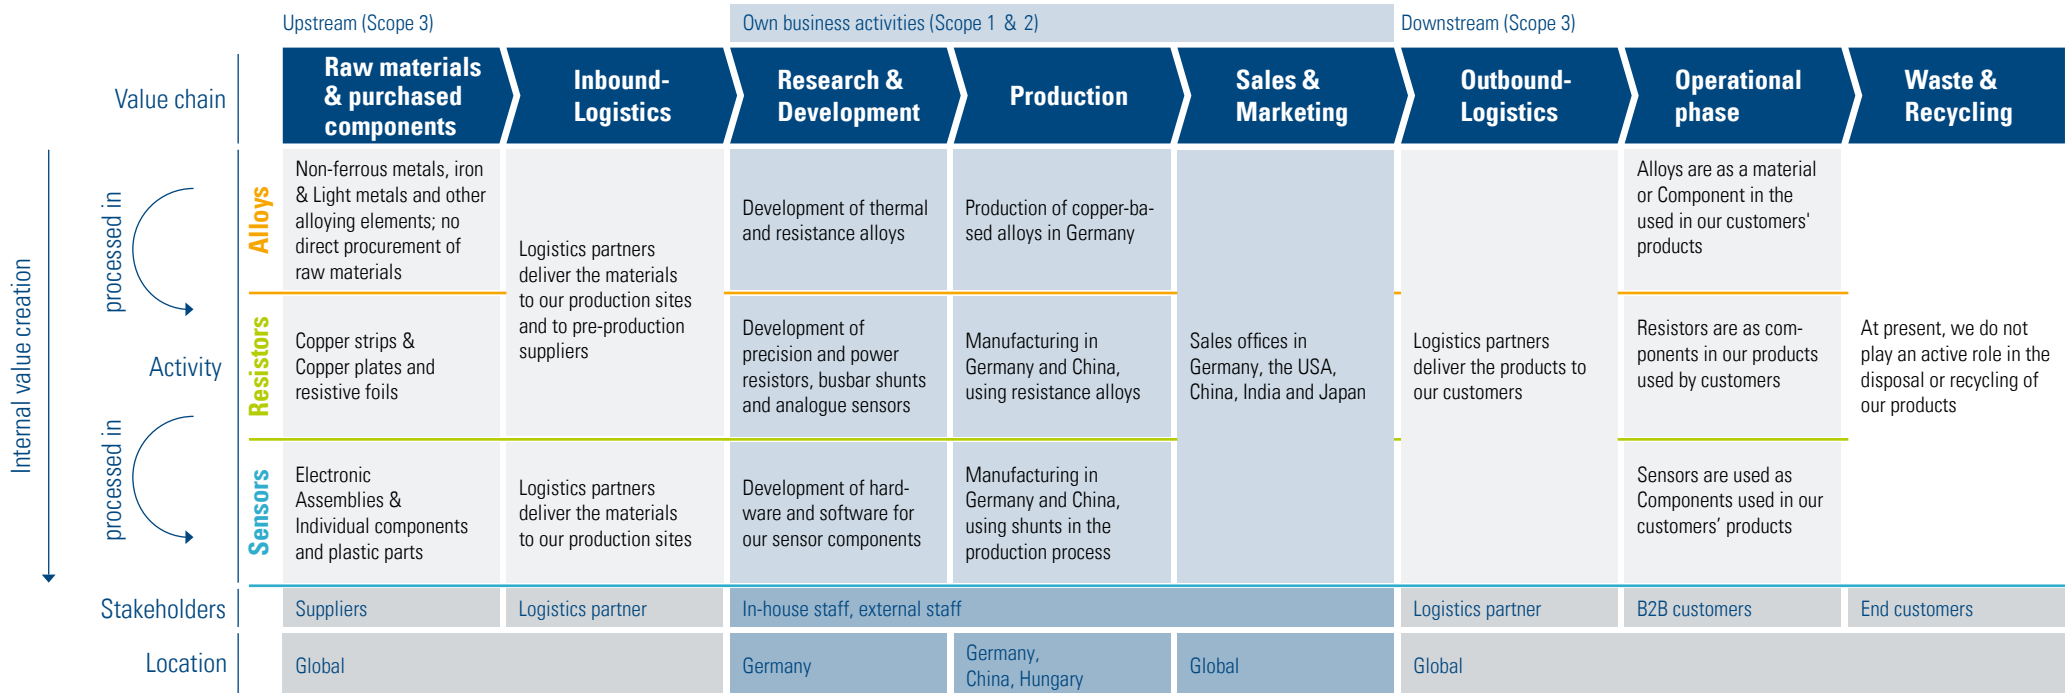 Upstream (Scope 3)
Own business activities (Scope 1 & 2)
Downstream (Scope 3)
Value chain
Raw materials
& purchased
components
Inbound-
Logistics
Research &
Development
Production
Sales &
Marketing
Outbound-
Logistics
Operational
phase
Waste &
Recycling
Internal value creation
processed in
processed in
Activity
Alloys
Non-ferrous metals, iron
& Light metals and other
alloying elements; no
direct procurement of
raw materials
Logistics partners
deliver the materials
to our production sites
and to pre-production
suppliers
Development of thermal
and resistance alloys
Production of copper-ba-
sed alloys in Germany
Alloys are as a material
or Component in the
used in our customers'
products
Resistors
Copper strips &
Copper plates and
resistive foils
Development of
precision and power
resistors, busbar shunts
and analogue sensors
Manufacturing in
Germany and China,
using resistance alloys
Sales offices in
Germany, the USA,
China, India and Japan
Logistics partners
deliver the products to
our customers
Resistors are as com-
ponents in our products
used by customers
At present, we do not
play an active role in the
disposal or recycling of
our products
Sensors
Electronic
Assemblies &
Individual components
and plastic parts
Logistics partners
deliver the materials
to our production sites
Development of hard-
ware and software for
our sensor components
Manufacturing in
Germany and China,
using shunts in the
production process
Sensors are used as
Components used in our
customers’ products
Stakeholders
Suppliers
Logistics partner
In-house staff, external staff
Logistics partner
B2B customers
End customers
Location
Global
Germany
Germany,
China, Hungary
Global
Global